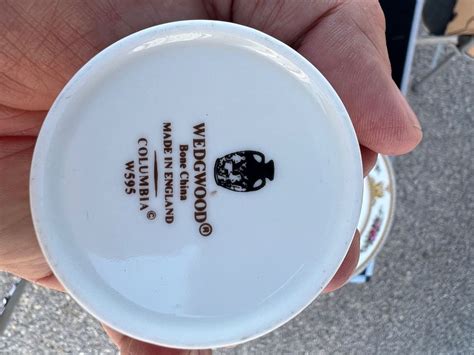 WEDGWOOD®
Bone China
MADE IN ENGLAND
COLUMBIA ©
W595